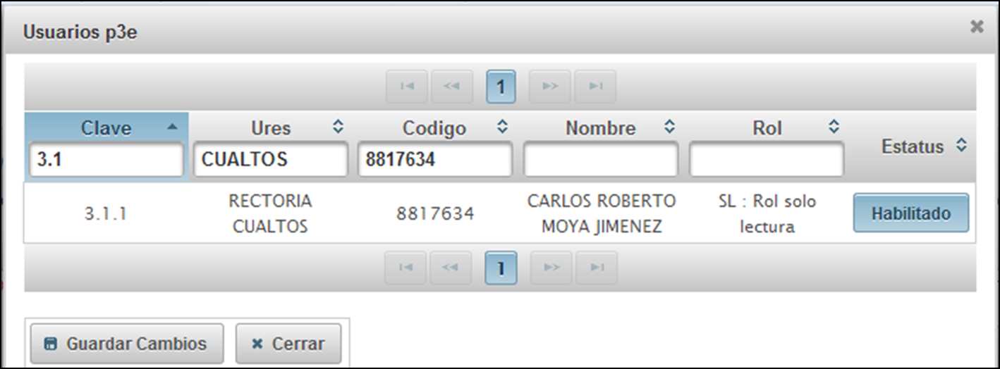 Usuarios p3e
1
Clave Ures Codigo Nombre Rol Estatus
3.1 CUALTOS 8817634
3.1.1 RECTORIA CUALTOS 8817634 CARLOS ROBERTO MOYA JIMENEZ SL : Rol solo lectura Habilitado
1
Guardar Cambios Cerrar